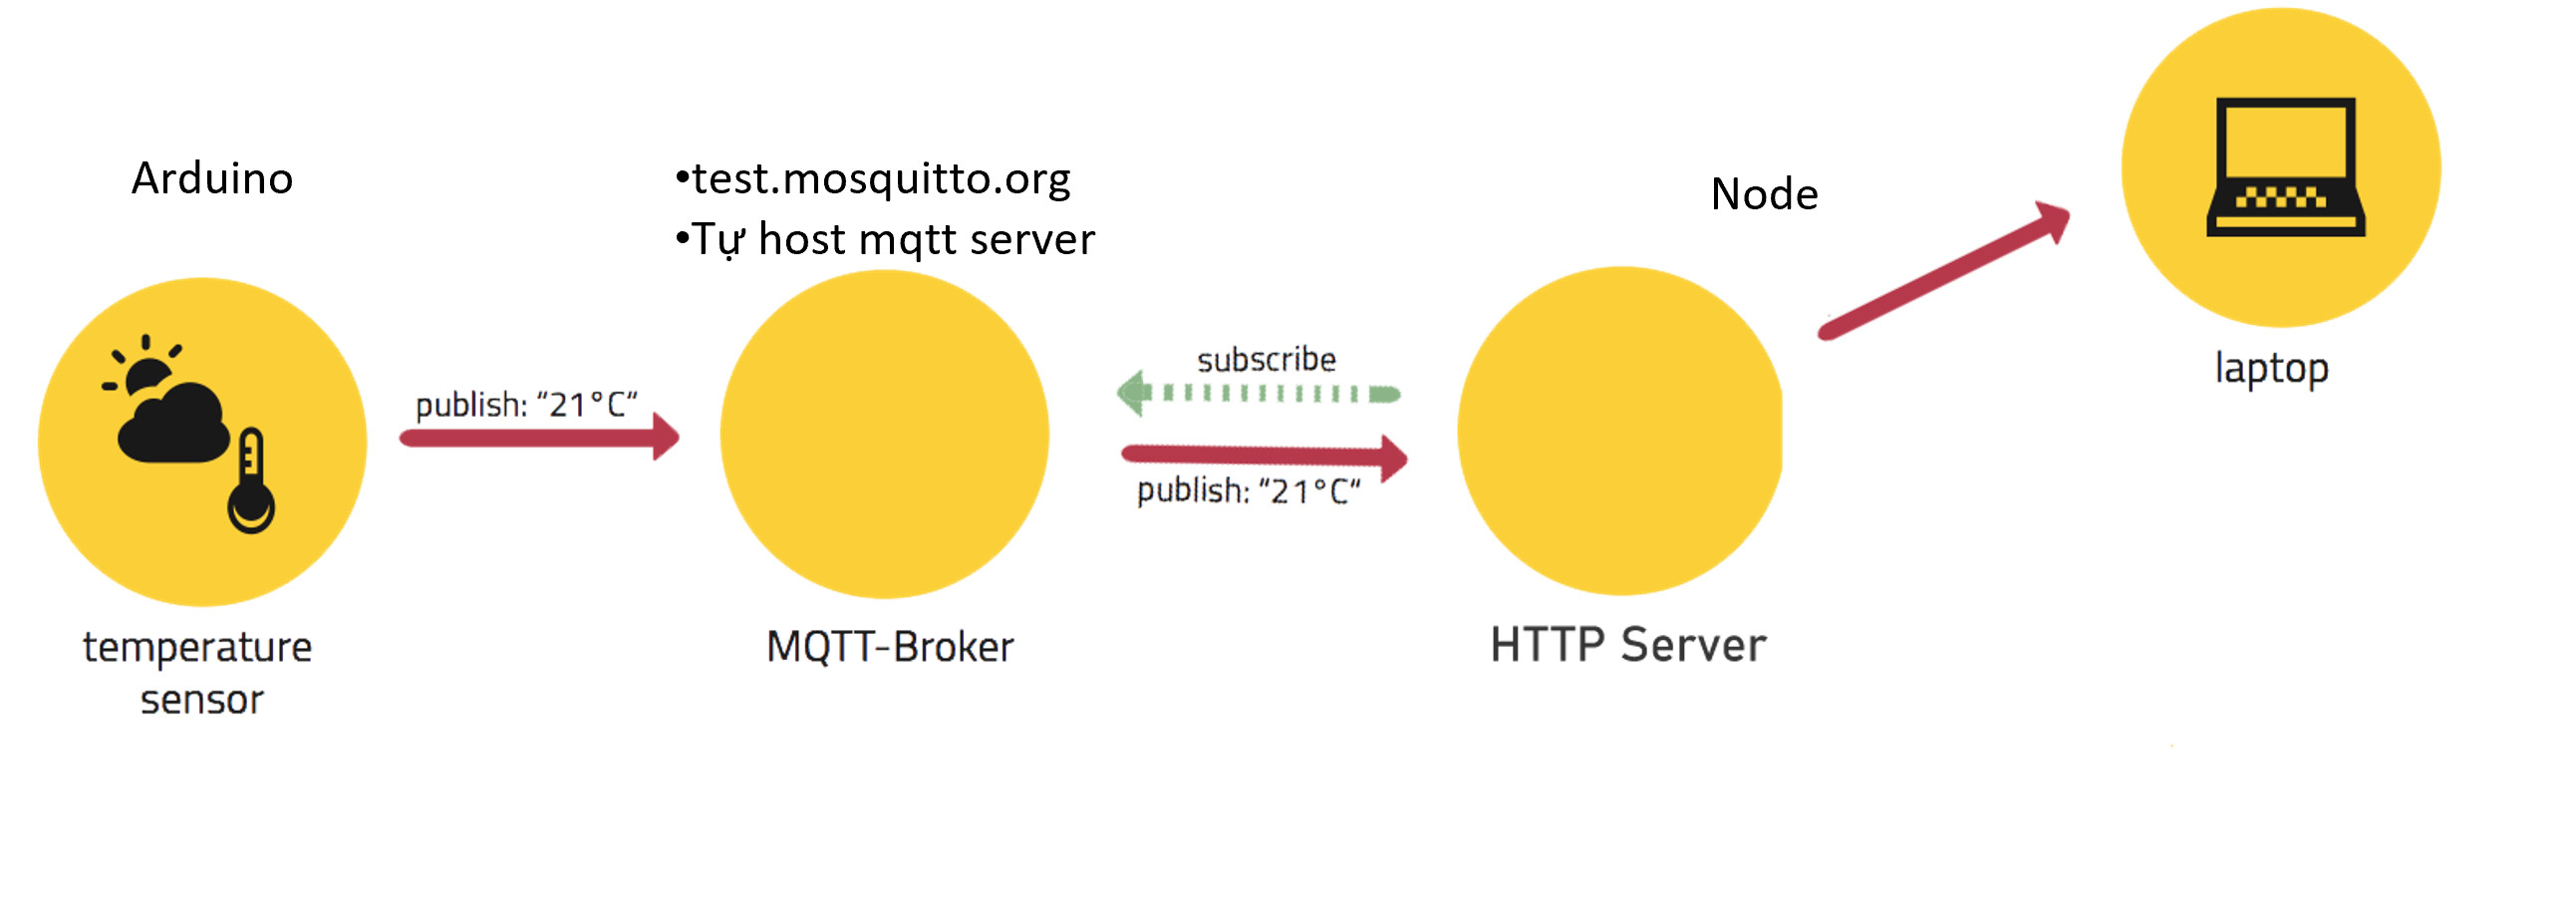 Arduino
•test.mosquitto.org
•Tự host mqtt server
Node
publish: “21°C“
subscribe
publish: “21°C“
laptop
temperature
sensor
MQTT-Broker
HTTP Server